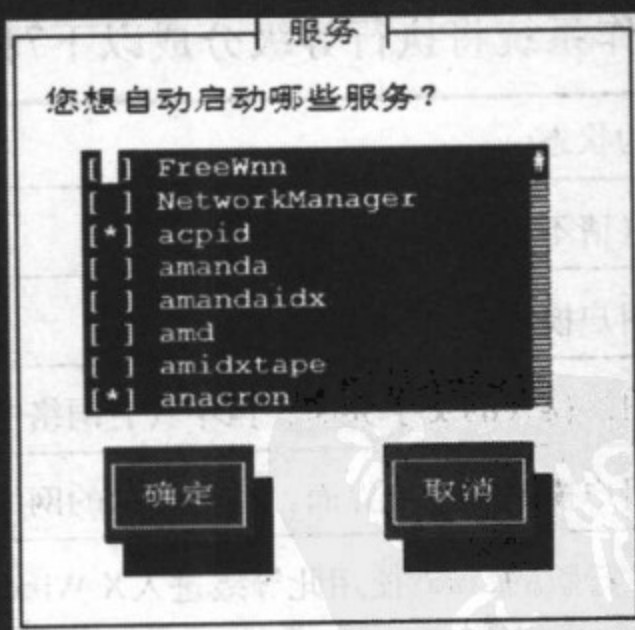 服务
您想自动启动哪些服务?
[ ] FreeWnn
[ ] NetworkManager
[*] acpid
[ ] amanda
[ ] amandaidx
[ ] amd
[ ] amidxtape
[*] anacron
确定
取消